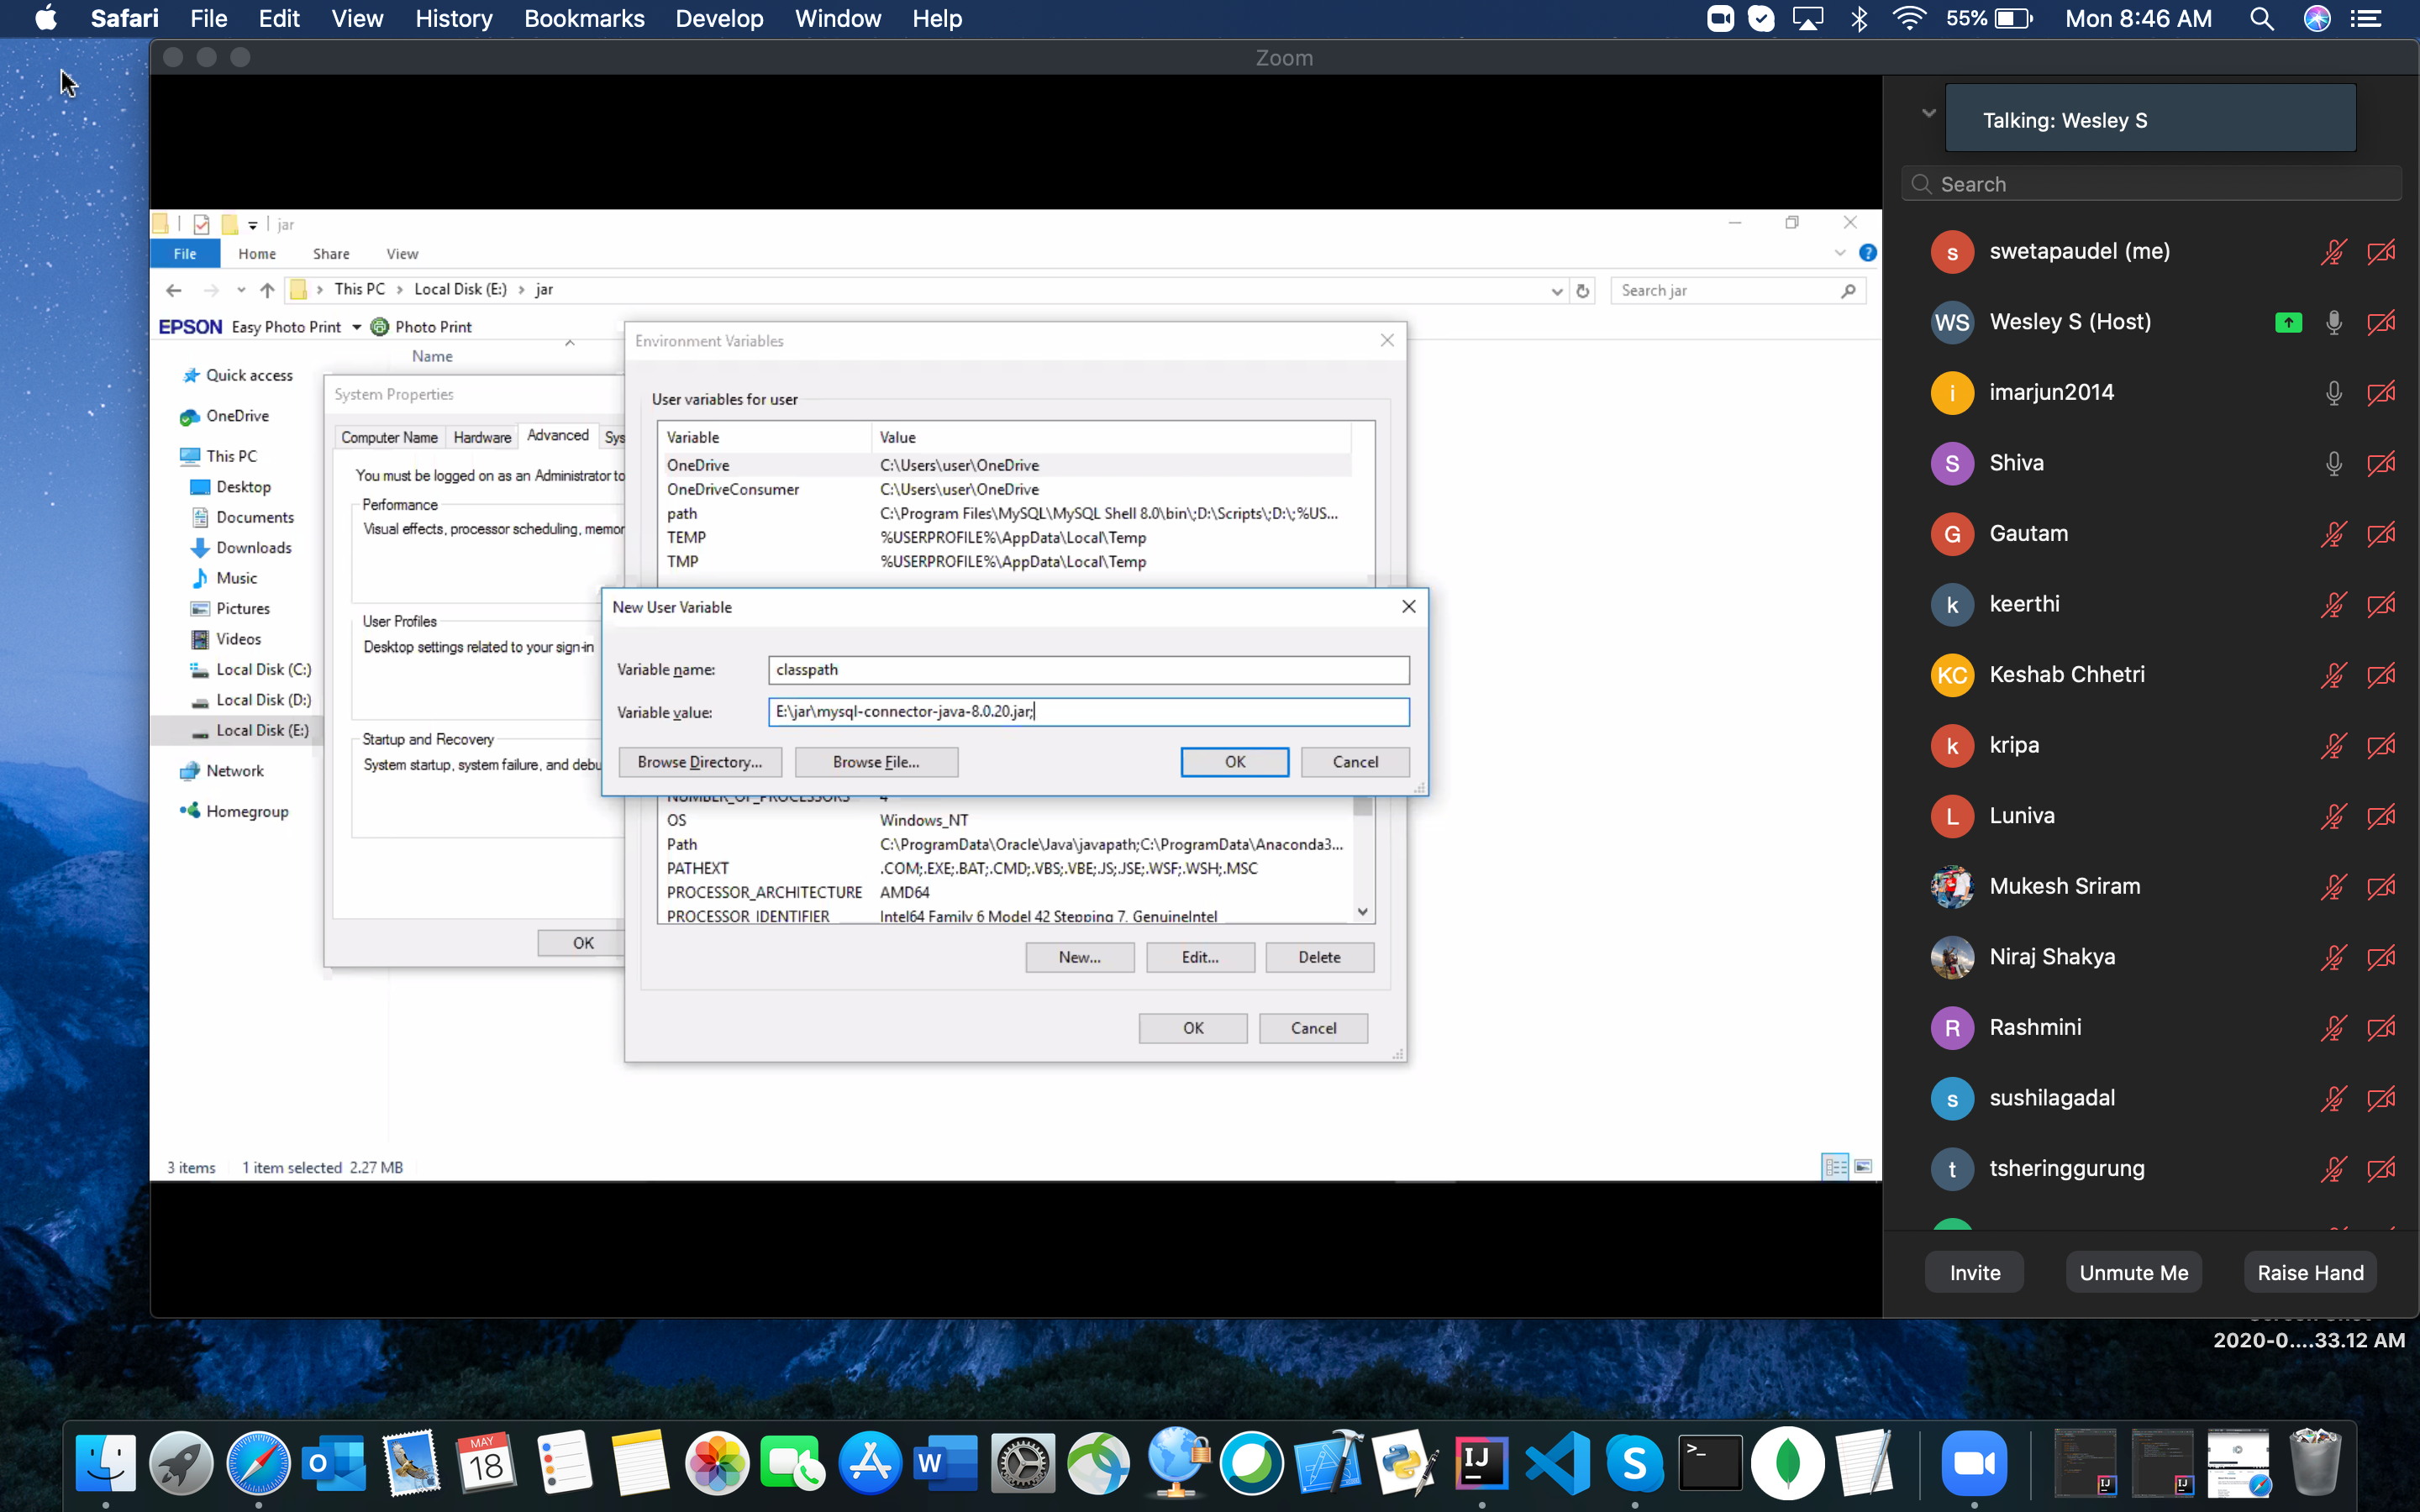 Safari File Edit View History Bookmarks Develop Window Help
55% Mon 8:46 AM
Zoom
Talking: Wesley S
Search
s swetapaudel (me)
WS Wesley S (Host)
i imarjun2014
S Shiva
G Gautam
k keerthi
KC Keshab Chhetri
k kripa
L Luniva
Mukesh Sriram
Niraj Shakya
R Rashmini
s sushilagadal
t tsheringgurung
Invite Unmute Me Raise Hand
jar
File Home Share View
This PC > Local Disk (E:) > jar
Search jar
EPSON Easy Photo Print Photo Print
Name
Quick access
OneDrive
This PC
Desktop
Documents
Downloads
Music
Pictures
Videos
Local Disk (C:)
Local Disk (D:)
Local Disk (E:)
Network
Homegroup
System Properties
Computer Name Hardware Advanced Sys
You must be logged on as an Administrator to
Performance
Visual effects, processor scheduling, memor
User Profiles
Desktop settings related to your sign-in
Startup and Recovery
System startup, system failure, and debu
OK
Environment Variables
User variables for user
Variable Value
OneDrive C:\Users\user\OneDrive
OneDriveConsumer C:\Users\user\OneDrive
path C:\Program Files\MySQL\MySQL Shell 8.0\bin\;D:\Scripts\;D:\;%US...
TEMP %USERPROFILE%\AppData\Local\Temp
TMP %USERPROFILE%\AppData\Local\Temp
New User Variable
Variable name: classpath
Variable value: E:\jar\mysql-connector-java-8.0.20.jar;
Browse Directory... Browse File... OK Cancel
NUMBER_OF_PROCESSORS 4
OS Windows_NT
Path C:\ProgramData\Oracle\Java\javapath;C:\ProgramData\Anaconda3...
PATHEXT .COM;.EXE;.BAT;.CMD;.VBS;.VBE;.JS;.JSE;.WSF;.WSH;.MSC
PROCESSOR_ARCHITECTURE AMD64
PROCESSOR_IDENTIFIER Intel64 Family 6 Model 42 Stepping 7, GenuineIntel
New... Edit... Delete
OK Cancel
3 items 1 item selected 2.27 MB
2020-0....33.12 AM
MAY
18